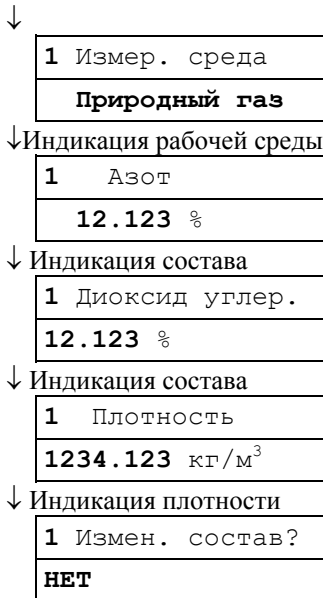 ↓
1 Измер. среда
Природный газ
↓Индикация рабочей среды
1 Азот
12.123 %
↓ Индикация состава
1 Диоксид углер.
12.123 %
↓ Индикация состава
1 Плотность
1234.123 кг/м³
↓ Индикация плотности
1 Измен. состав?
НЕТ